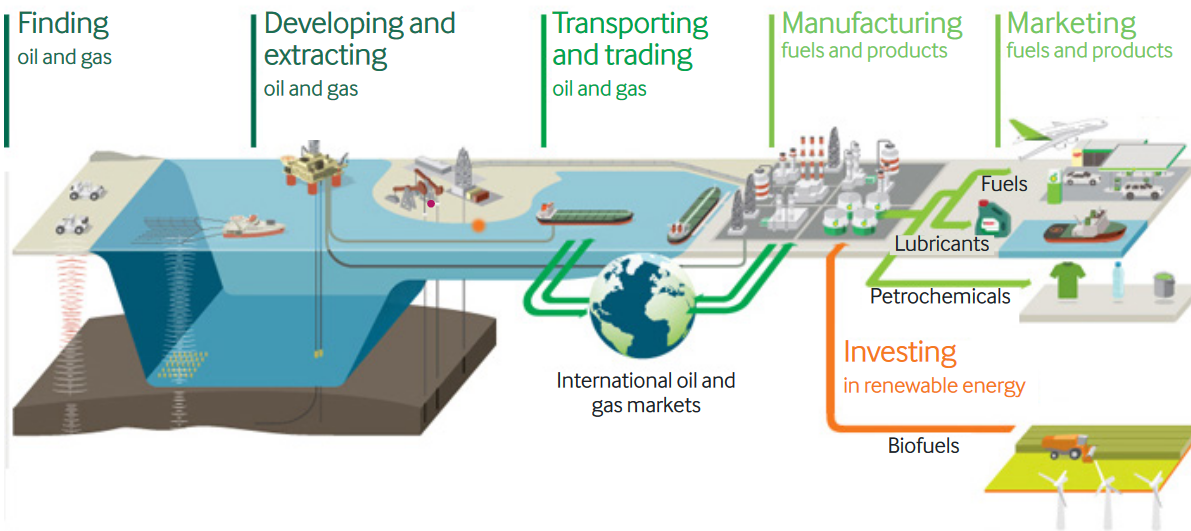 Finding
oil and gas
Developing and
extracting
oil and gas
Transporting
and trading
oil and gas
Manufacturing
fuels and products
Marketing
fuels and products
Fuels
Lubricants
Petrochemicals
International oil and
gas markets
Investing
in renewable energy
Biofuels